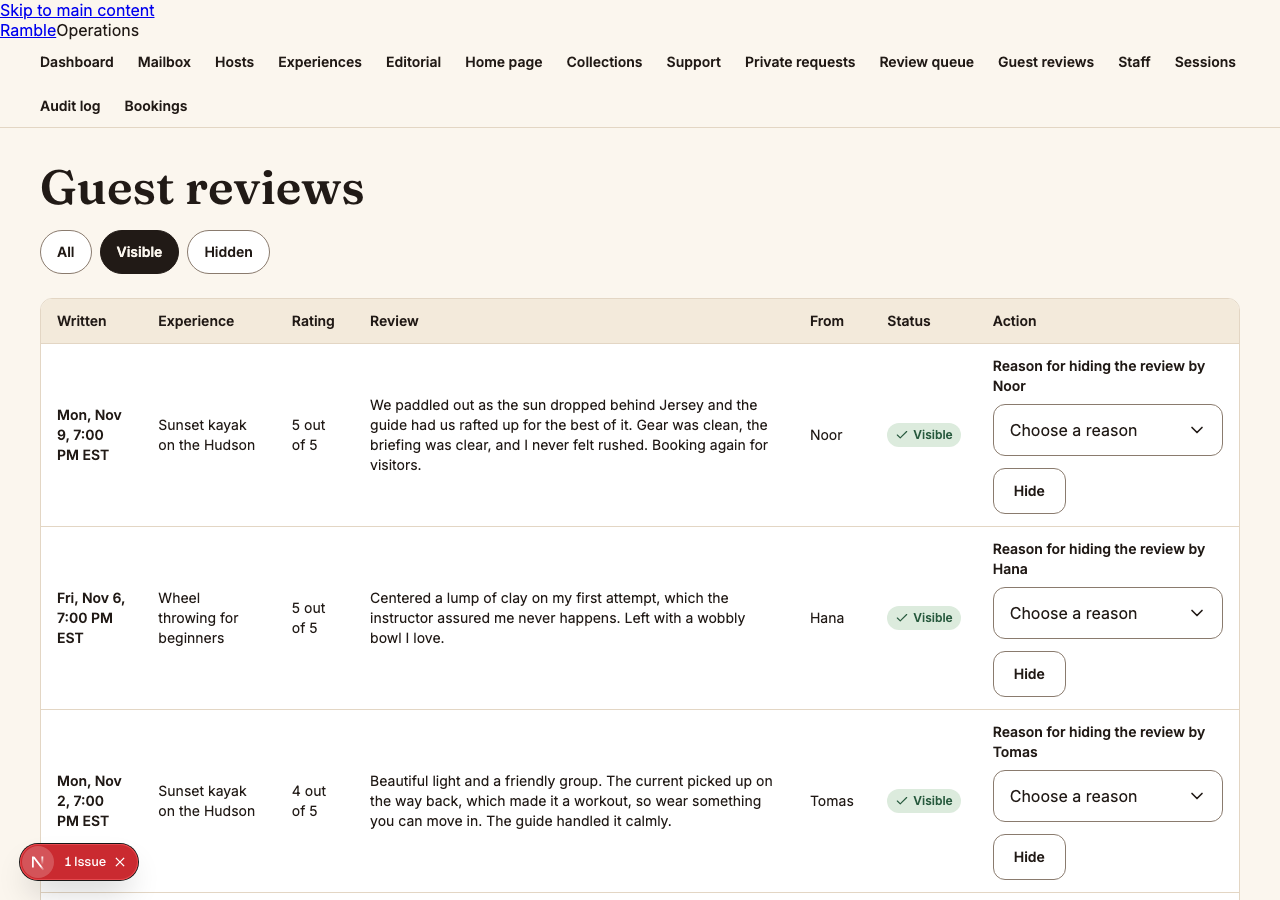 Skip to main content
RambleOperations
Dashboard Mailbox Hosts Experiences Editorial Home page Collections Support Private requests Review queue Guest reviews Staff Sessions
Audit log Bookings
Guest reviews
All Visible Hidden
Written Experience Rating Review From Status Action
Mon, Nov
9, 7:00
PM EST
Sunset kayak
on the Hudson
5 out
of 5
We paddled out as the sun dropped behind Jersey and the
guide had us rafted up for the best of it. Gear was clean, the
briefing was clear, and I never felt rushed. Booking again for
visitors.
Noor
Visible
Reason for hiding the review by
Noor
Choose a reason
Hide
Fri, Nov 6,
7:00 PM
EST
Wheel
throwing for
beginners
5 out
of 5
Centered a lump of clay on my first attempt, which the
instructor assured me never happens. Left with a wobbly
bowl I love.
Hana
Visible
Reason for hiding the review by
Hana
Choose a reason
Hide
Mon, Nov
2, 7:00
PM EST
Sunset kayak
on the Hudson
4 out
of 5
Beautiful light and a friendly group. The current picked up on
the way back, which made it a workout, so wear something
you can move in. The guide handled it calmly.
Tomas
Visible
Reason for hiding the review by
Tomas
Choose a reason
Hide
N 1 Issue